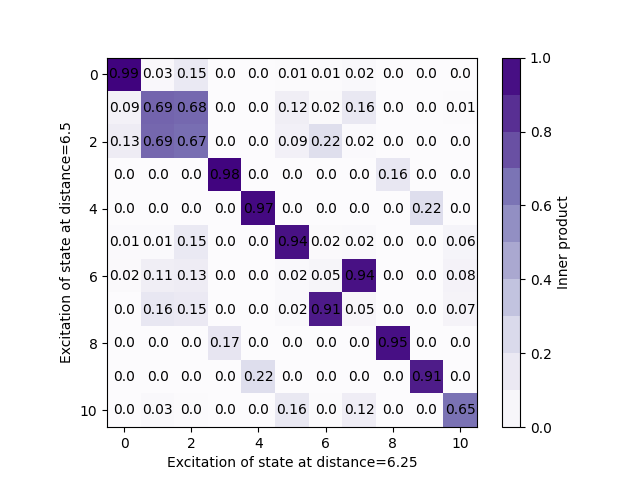 0 0.99 0.03 0.15 0.0 0.0 0.01 0.01 0.02 0.0 0.0 0.0
0.09 0.69 0.68 0.0 0.0 0.12 0.02 0.16 0.0 0.0 0.01
2 0.13 0.69 0.67 0.0 0.0 0.09 0.22 0.02 0.0 0.0 0.0
0.0 0.0 0.0 0.98 0.0 0.0 0.0 0.0 0.16 0.0 0.0
4 0.0 0.0 0.0 0.0 0.97 0.0 0.0 0.0 0.0 0.22 0.0
0.01 0.01 0.15 0.0 0.0 0.94 0.02 0.02 0.0 0.0 0.06
6 0.02 0.11 0.13 0.0 0.0 0.02 0.05 0.94 0.0 0.0 0.08
0.0 0.16 0.15 0.0 0.0 0.02 0.91 0.05 0.0 0.0 0.07
8 0.0 0.0 0.0 0.17 0.0 0.0 0.0 0.0 0.95 0.0 0.0
0.0 0.0 0.0 0.0 0.22 0.0 0.0 0.0 0.0 0.91 0.0
10 0.0 0.03 0.0 0.0 0.0 0.16 0.0 0.12 0.0 0.0 0.65
0 2 4 6 8 10
Excitation of state at distance=6.25
Excitation of state at distance=6.5
1.0
0.8
0.6
0.4
0.2
0.0
Inner product